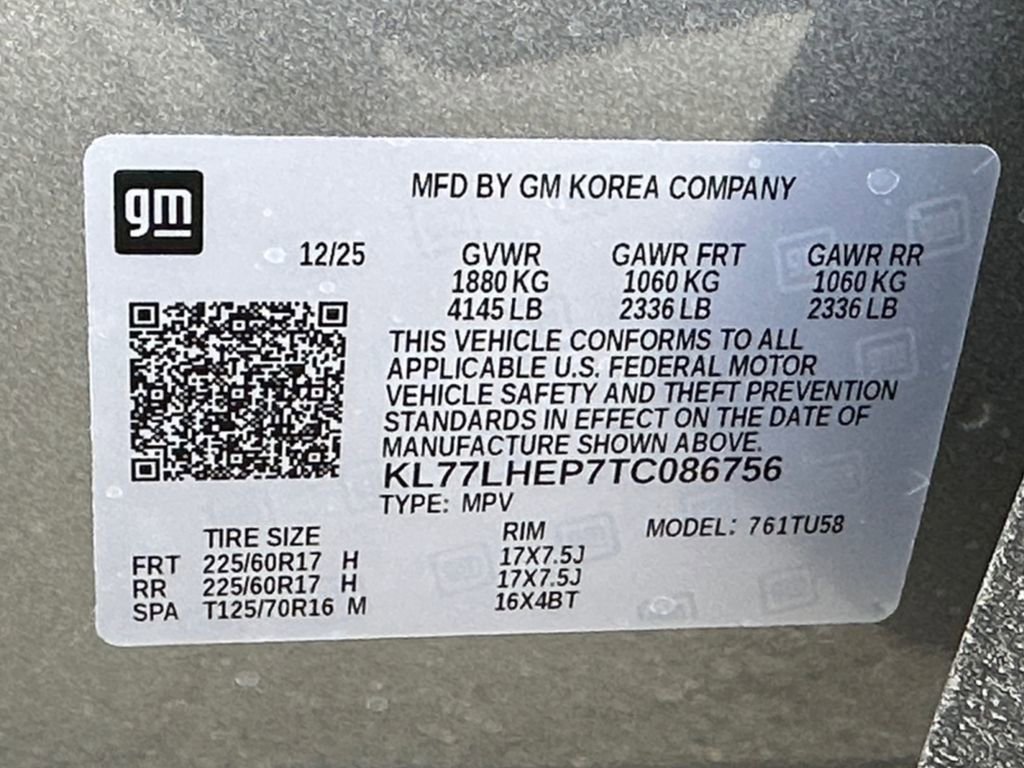 gm
MFD BY GM KOREA COMPANY
12/25 GVWR GAWR FRT GAWR RR
1880 KG 1060 KG 1060 KG
4145 LB 2336 LB 2336 LB
THIS VEHICLE CONFORMS TO ALL
APPLICABLE U.S. FEDERAL MOTOR
VEHICLE SAFETY AND THEFT PREVENTION
STANDARDS IN EFFECT ON THE DATE OF
MANUFACTURE SHOWN ABOVE.
KL77LHEP7TC086756
TYPE: MPV
TIRE SIZE RIM MODEL: 761TU58
FRT 225/60R17 H 17X7.5J
RR 225/60R17 H 17X7.5J
SPA T125/70R16 M 16X4BT